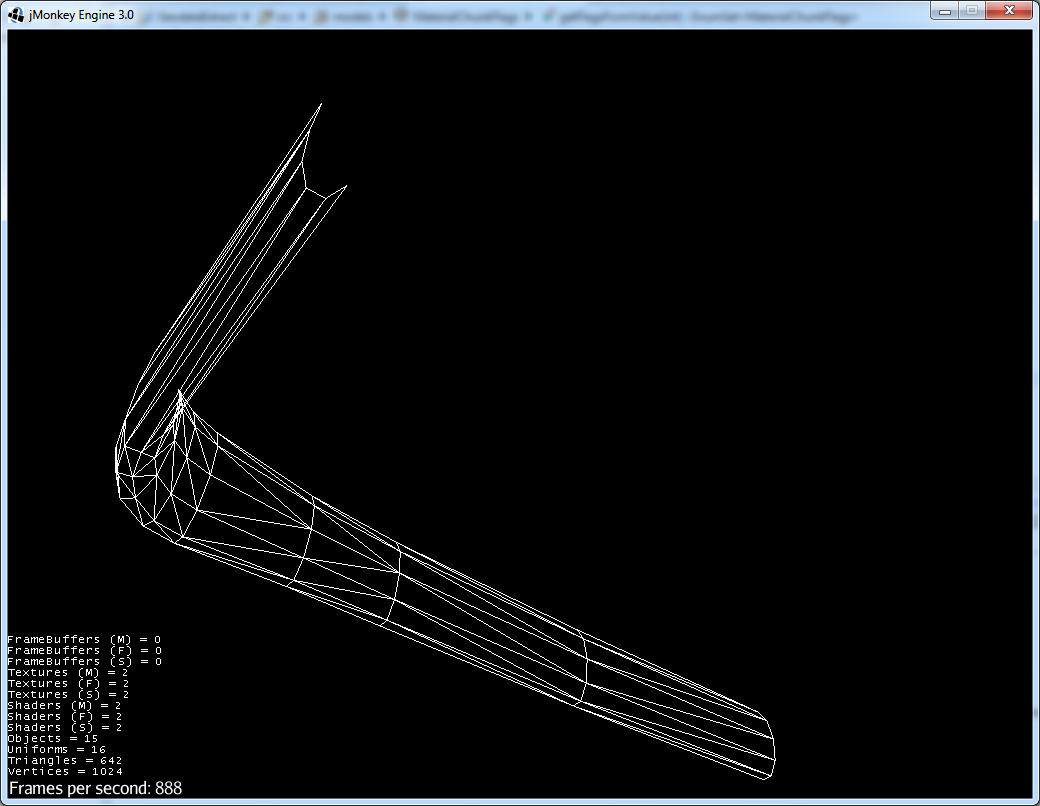 jMonkey Engine 3.0
FrameBuffers (M) = 0
FrameBuffers (F) = 0
FrameBuffers (S) = 0
Textures (M) = 2
Textures (F) = 2
Textures (S) = 2
Shaders (M) = 2
Shaders (F) = 2
Shaders (S) = 2
Objects = 15
Uniforms = 16
Triangles = 642
Vertices = 1024
Frames per second: 888